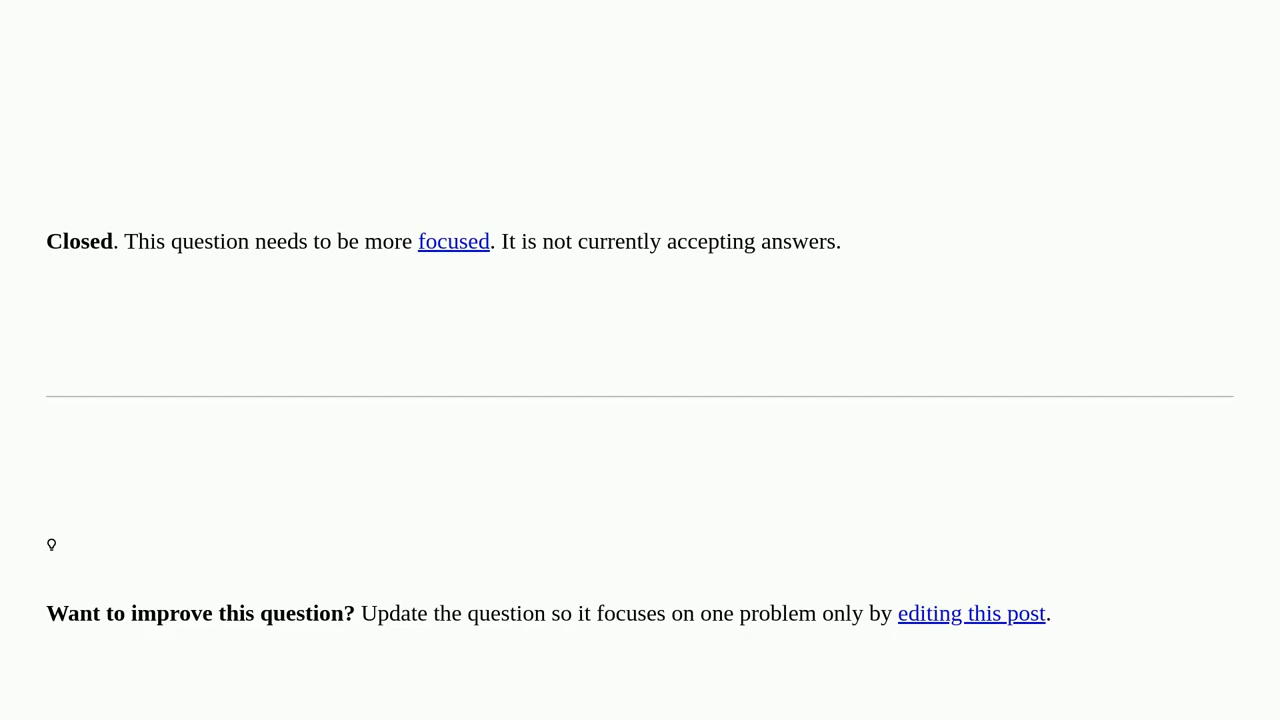 Closed. This question needs to be more focused. It is not currently accepting answers.
Want to improve this question? Update the question so it focuses on one problem only by editing this post.